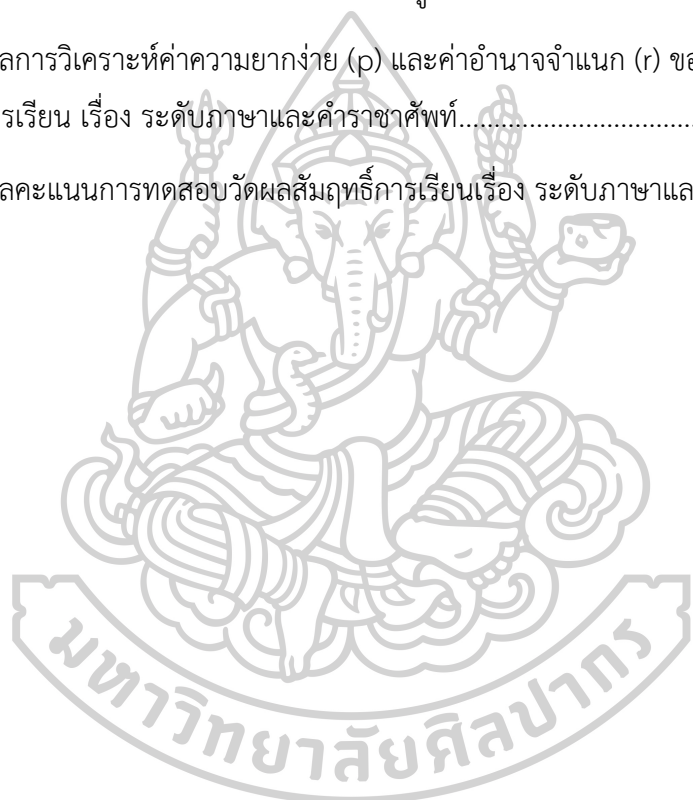 ลการวิเคราะห์ค่าความยากง่าย (p) และค่าอำนาจจำแนก (r) ขอ
รเรียน เรื่อง ระดับภาษาและคำราชาศัพท์
ลคะแนนการทดสอบวัดผลสัมฤทธิ์การเรียนเรื่อง ระดับภาษาแล
มหาวิทยาลัยศิลปากร